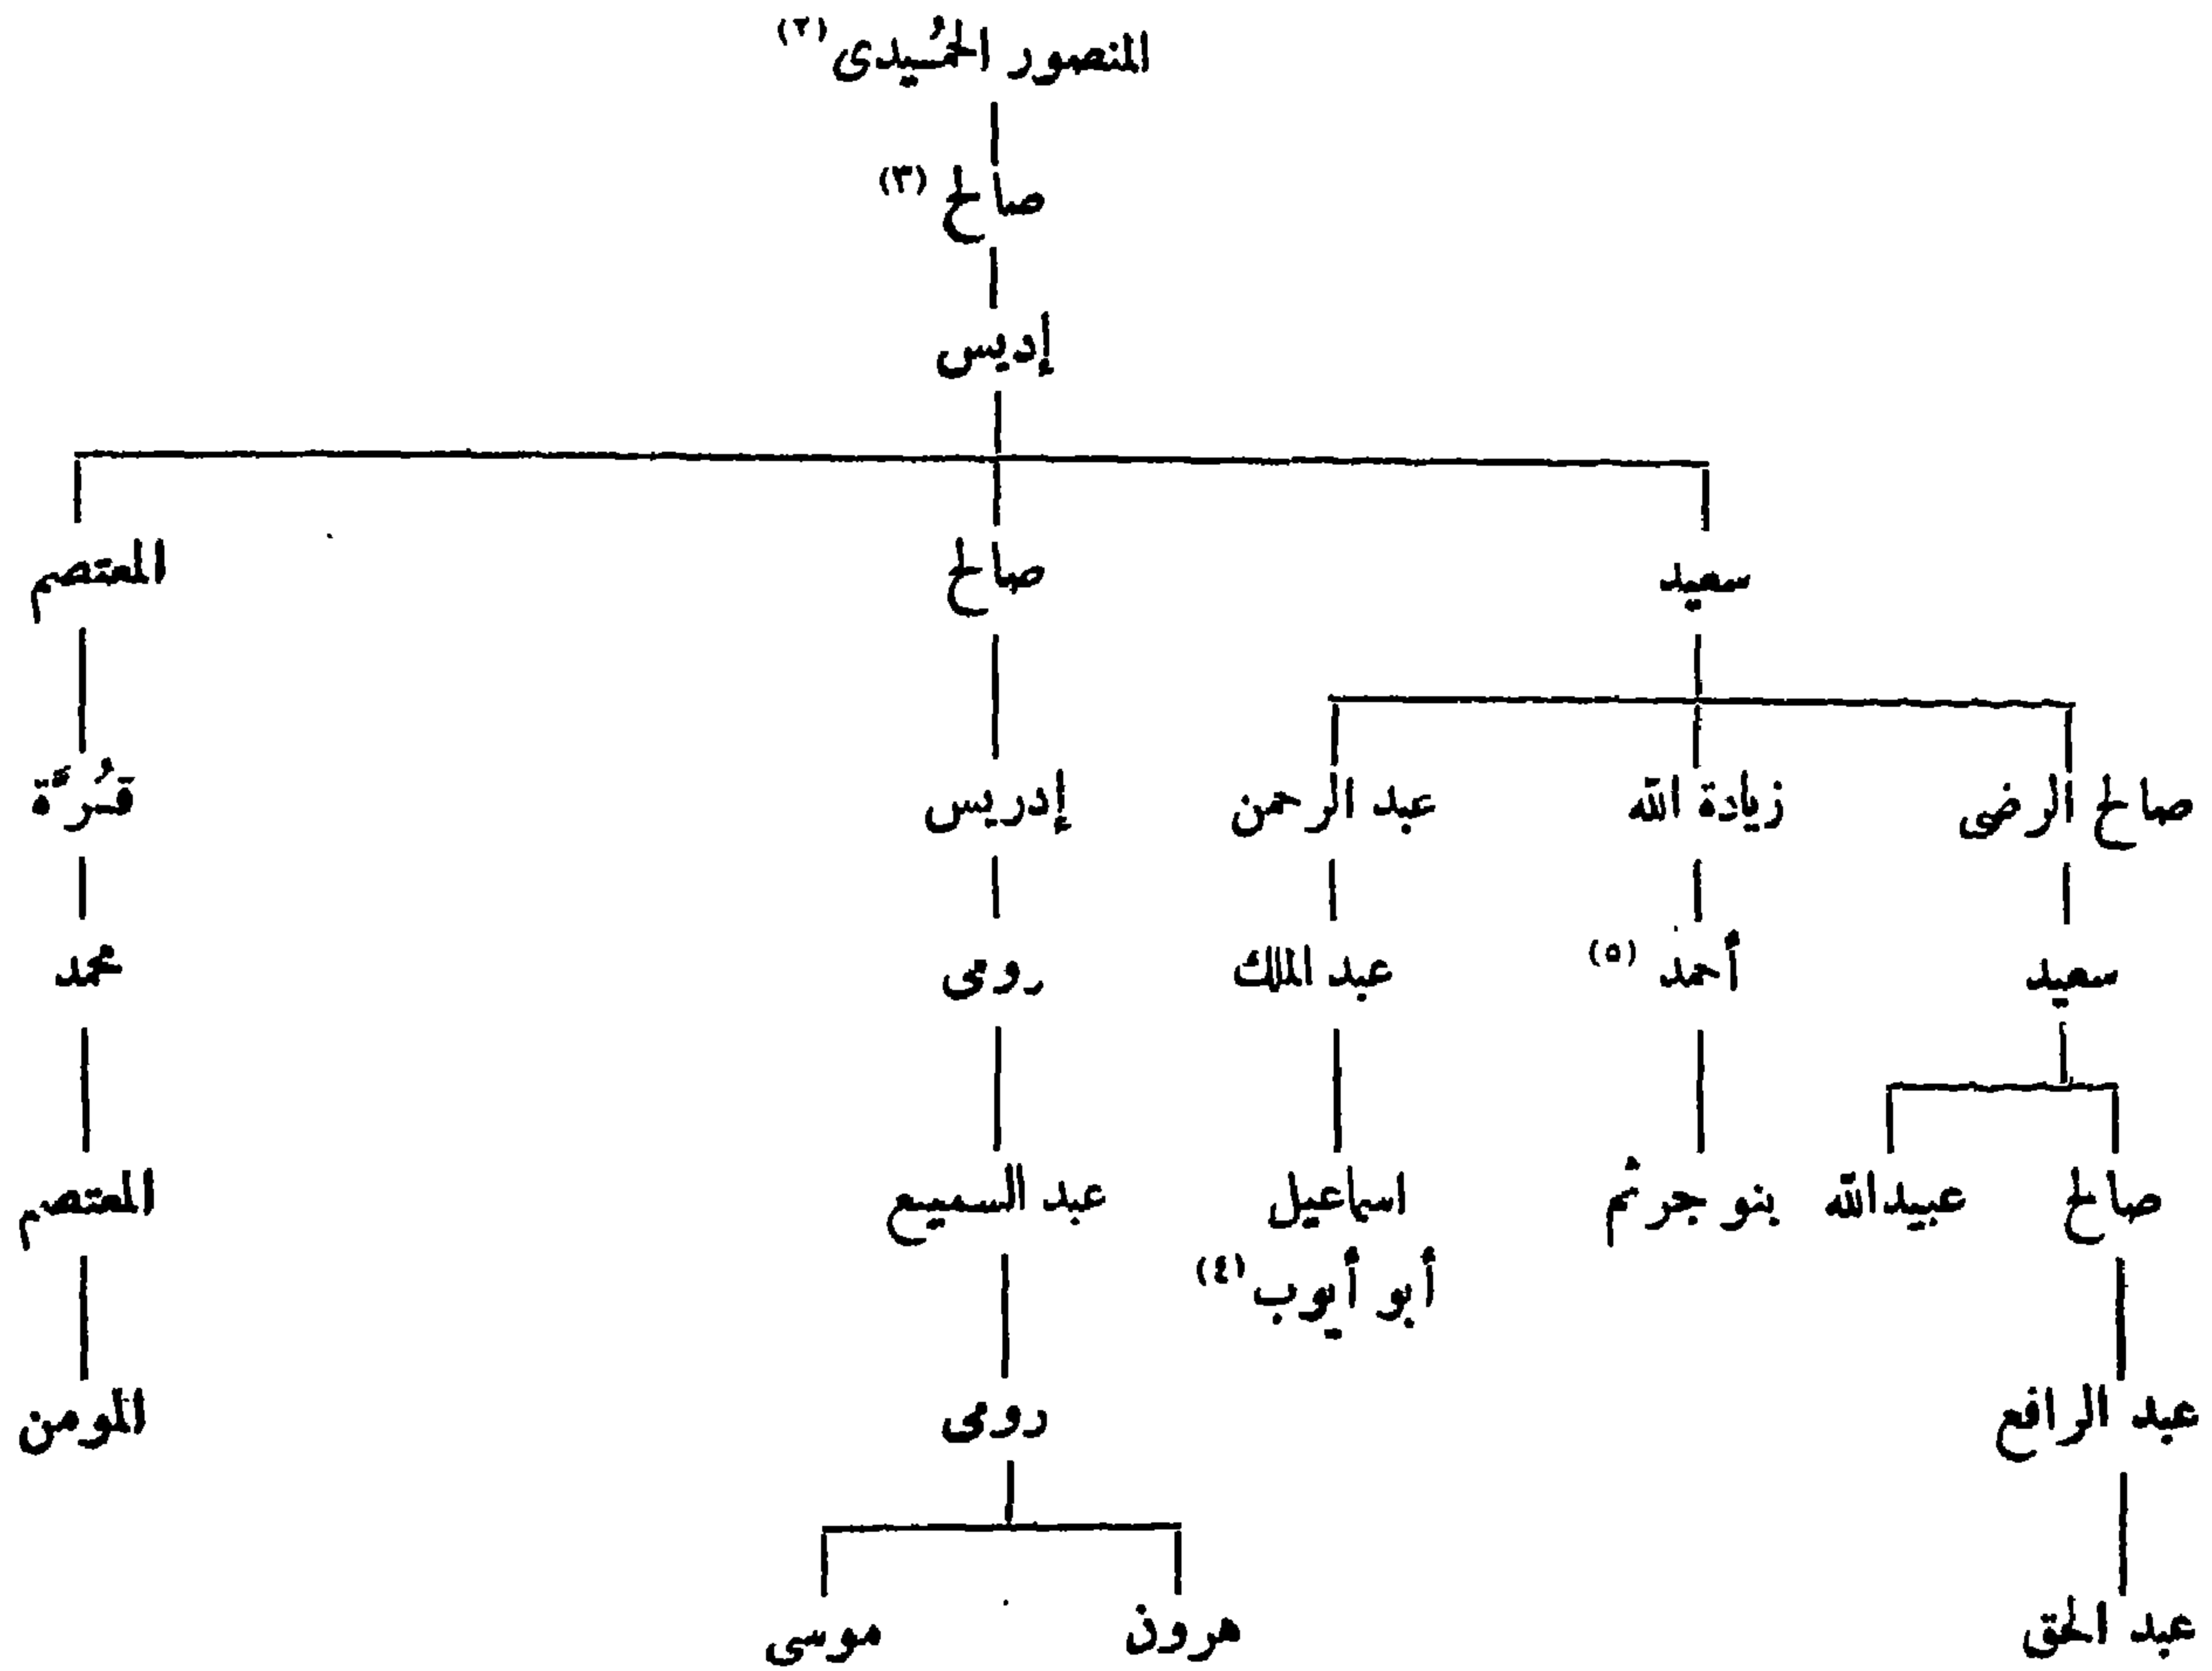 المنصور الحُميدى (٢)
صالح (٣)
إديس
سعيد
صالح
المعتصم
صالح الرضى
زيادة الله
عبد الرحمن
إدريس
قُرّة
سعيد
أحمد (٥)
عبد الملك
رومى
محمد
صالح
عبيدالله
بنو جرثم
اسماعيل
أبو أيوب (٤)
عبد السميع
المعتصم
عبد الرافع
رومى
المومن
عبد الحق
هرون
موسى